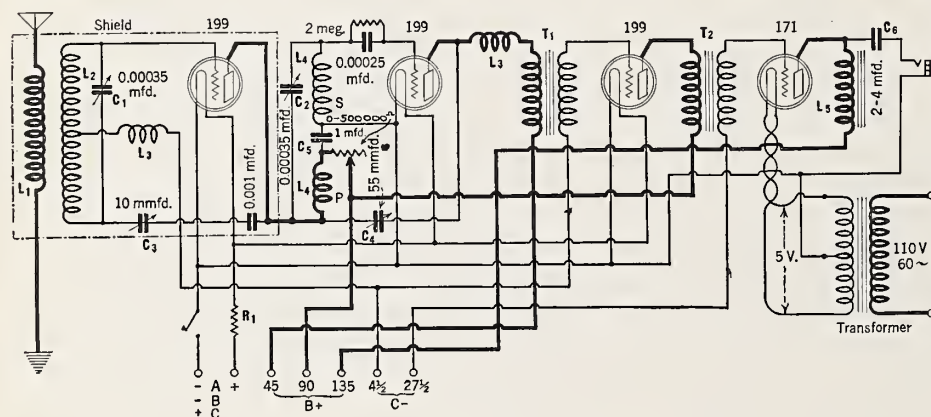 Shield
199
2 meg.
199
L₃
T₁
199
T₂
171
C₆
L₂
0.00035
mfd.
C₁
L₃
L₁
10 mmfd.
C₃
0.001 mfd.
C₂
0.00035 mfd.
L₄
S
0.00025
mfd.
0-500000 Ω
1 mfd.
C₅
L₄
P
55 mmfd.
C₄
L₅
2-4 mfd.
R₁
5 V.
110 V
60~
Transformer
- A +
- B
+ C
45 90 135 4½ 27½
B+ C-